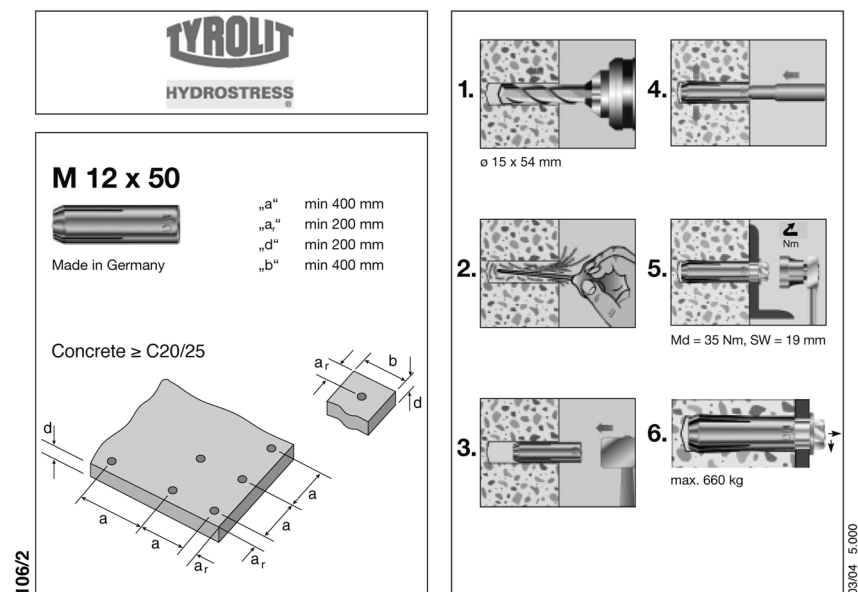 TYROLIT
HYDROSTRESS
®
M 12 x 50
„a“ min 400 mm
„aᵣ“ min 200 mm
„d“ min 200 mm
„b“ min 400 mm
Made in Germany
Concrete ≥ C20/25
aᵣ
b
d
d
a
a
aᵣ
aᵣ
a
a
106/2
1.
ø 15 x 54 mm
2.
3.
4.
5.
Nm
Md = 35 Nm, SW = 19 mm
6.
max. 660 kg
03/04 5.000